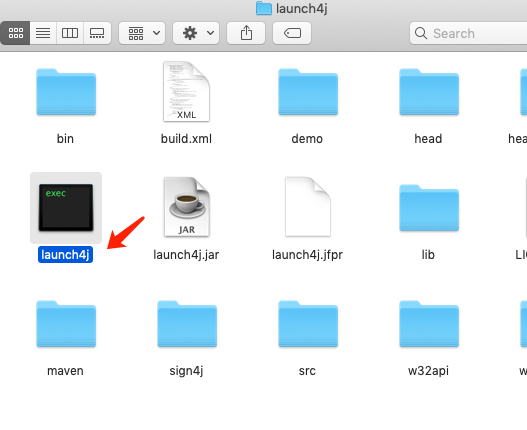 launch4j
Search
XML
bin
build.xml
demo
head
hea
exec
JAR
launch4j
launch4j.jar
launch4j.jfpr
lib
LI
maven
sign4j
src
w32api
w